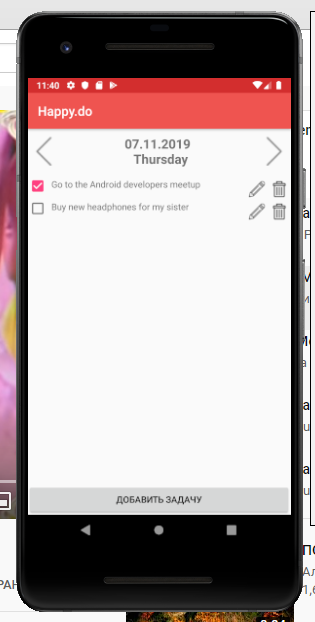 11:40
Happy.do
07.11.2019
Thursday
Go to the Android developers meetup
Buy new headphones for my sister
ДОБАВИТЬ ЗАДАЧУ